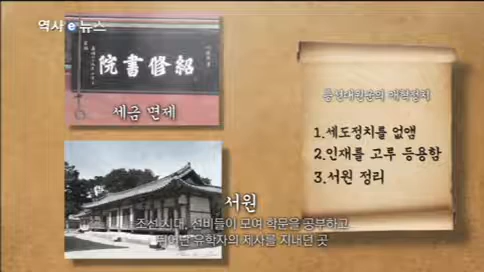 역사 e 뉴스
紹修書院
세금 면제
흥선대원군의 개혁정치
1.세도정치를 없앰
2.인재를 고루 등용함
3.서원 정리
서원
조선 시대, 선비들이 모여 학문을 공부하고
뛰어난 유학자의 제사를 지내던 곳